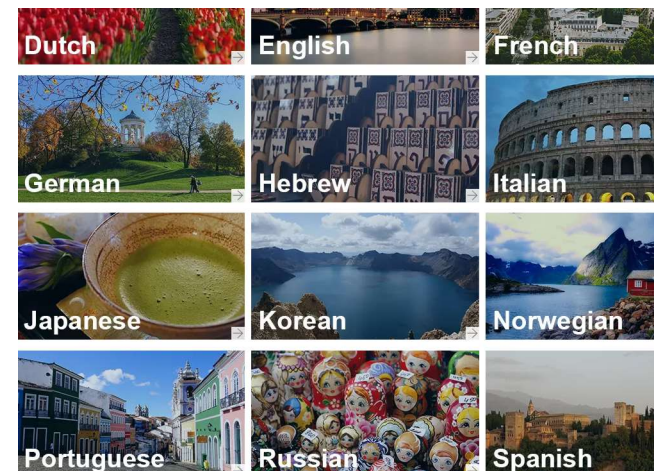 Dutch
English
French
German
Hebrew
Italian
Japanese
Korean
Norwegian
Portuguese
Russian
Spanish